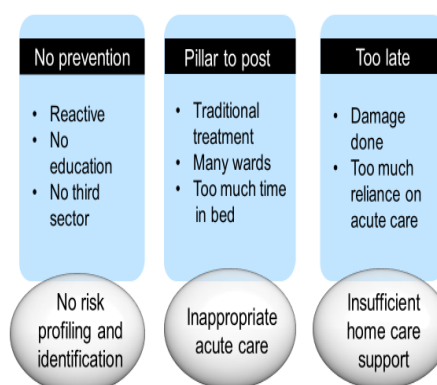 No prevention
• Reactive
• No
education
• No third
sector
No risk
profiling and
identification
Pillar to post
• Traditional
treatment
• Many wards
• Too much time
in bed
Inappropriate
acute care
Too late
• Damage
done
• Too much
reliance on
acute care
Insufficient
home care
support